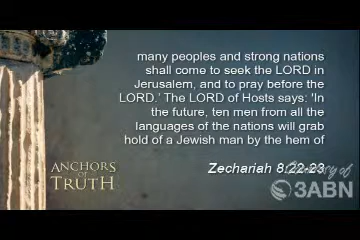 many peoples and strong nations
shall come to seek the LORD in
Jerusalem, and to pray before the
LORD.' The LORD of Hosts says: 'In
the future, ten men from all the
languages of the nations will grab
hold of a Jewish man by the hem of
Zechariah 8:22-23
ANCHORS
OF
TRUTH
3ABN